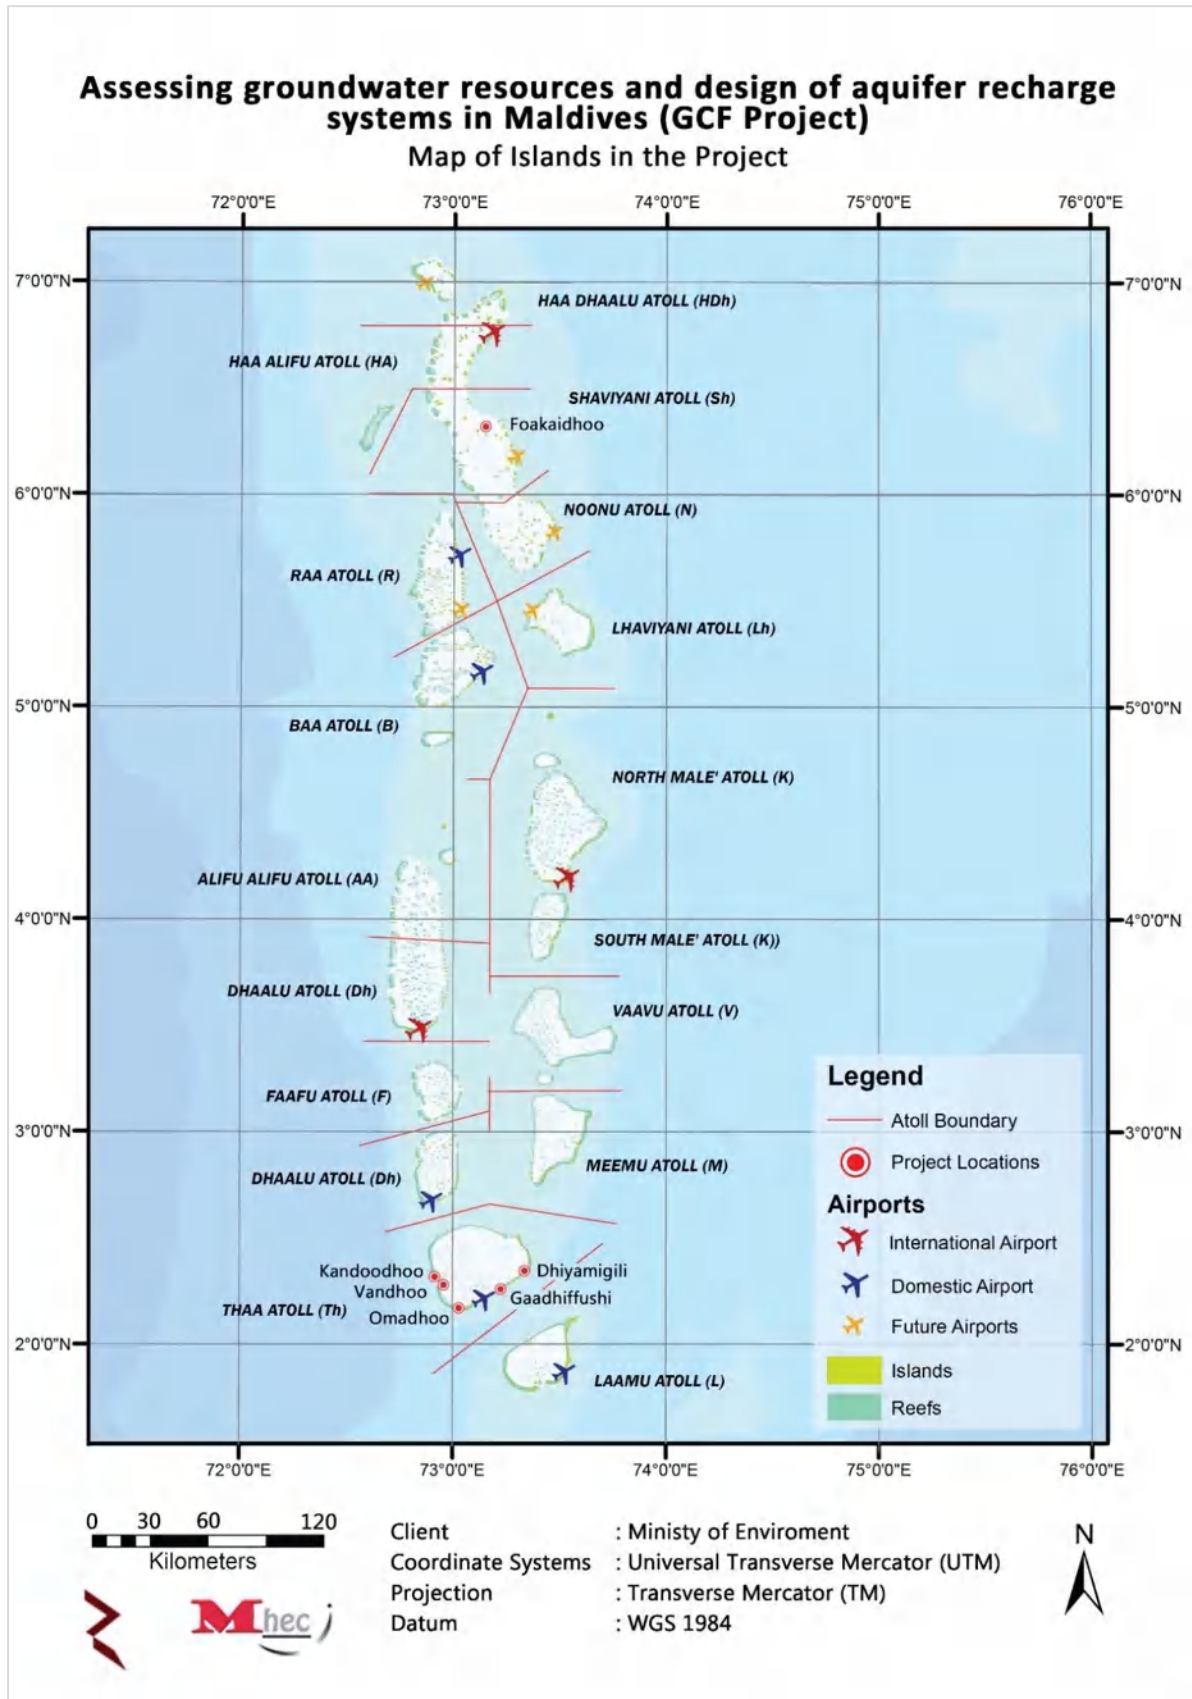 Assessing groundwater resources and design of aquifer recharge
systems in Maldives (GCF Project)
Map of Islands in the Project
72°0'0"E
73°0'0"E
74°0'0"E
75°0'0"E
76°0'0"E
7°0'0"N
7°0'0"N
HAA DHAALU ATOLL (HDh)
HAA ALIFU ATOLL (HA)
SHAVIYANI ATOLL (Sh)
Foakaidhoo
6°0'0"N
6°0'0"N
NOONU ATOLL (N)
RAA ATOLL (R)
LHAVIYANI ATOLL (Lh)
5°0'0"N
5°0'0"N
BAA ATOLL (B)
NORTH MALE' ATOLL (K)
ALIFU ALIFU ATOLL (AA)
4°0'0"N
4°0'0"N
SOUTH MALE' ATOLL (K))
DHAALU ATOLL (Dh)
VAAVU ATOLL (V)
FAAFU ATOLL (F)
3°0'0"N
3°0'0"N
MEEMU ATOLL (M)
DHAALU ATOLL (Dh)
Kandoodhoo
Dhiyamigili
Vandhoo
Gaadhiffushi
THAA ATOLL (Th)
Omadhoo
2°0'0"N
2°0'0"N
LAAMU ATOLL (L)
Legend
Atoll Boundary
Project Locations
Airports
International Airport
Domestic Airport
Future Airports
Islands
Reefs
72°0'0"E
73°0'0"E
74°0'0"E
75°0'0"E
76°0'0"E
0 30 60 120
Kilometers
Client : Ministy of Enviroment
Coordinate Systems : Universal Transverse Mercator (UTM)
Projection : Transverse Mercator (TM)
Datum : WGS 1984
N
Mhec